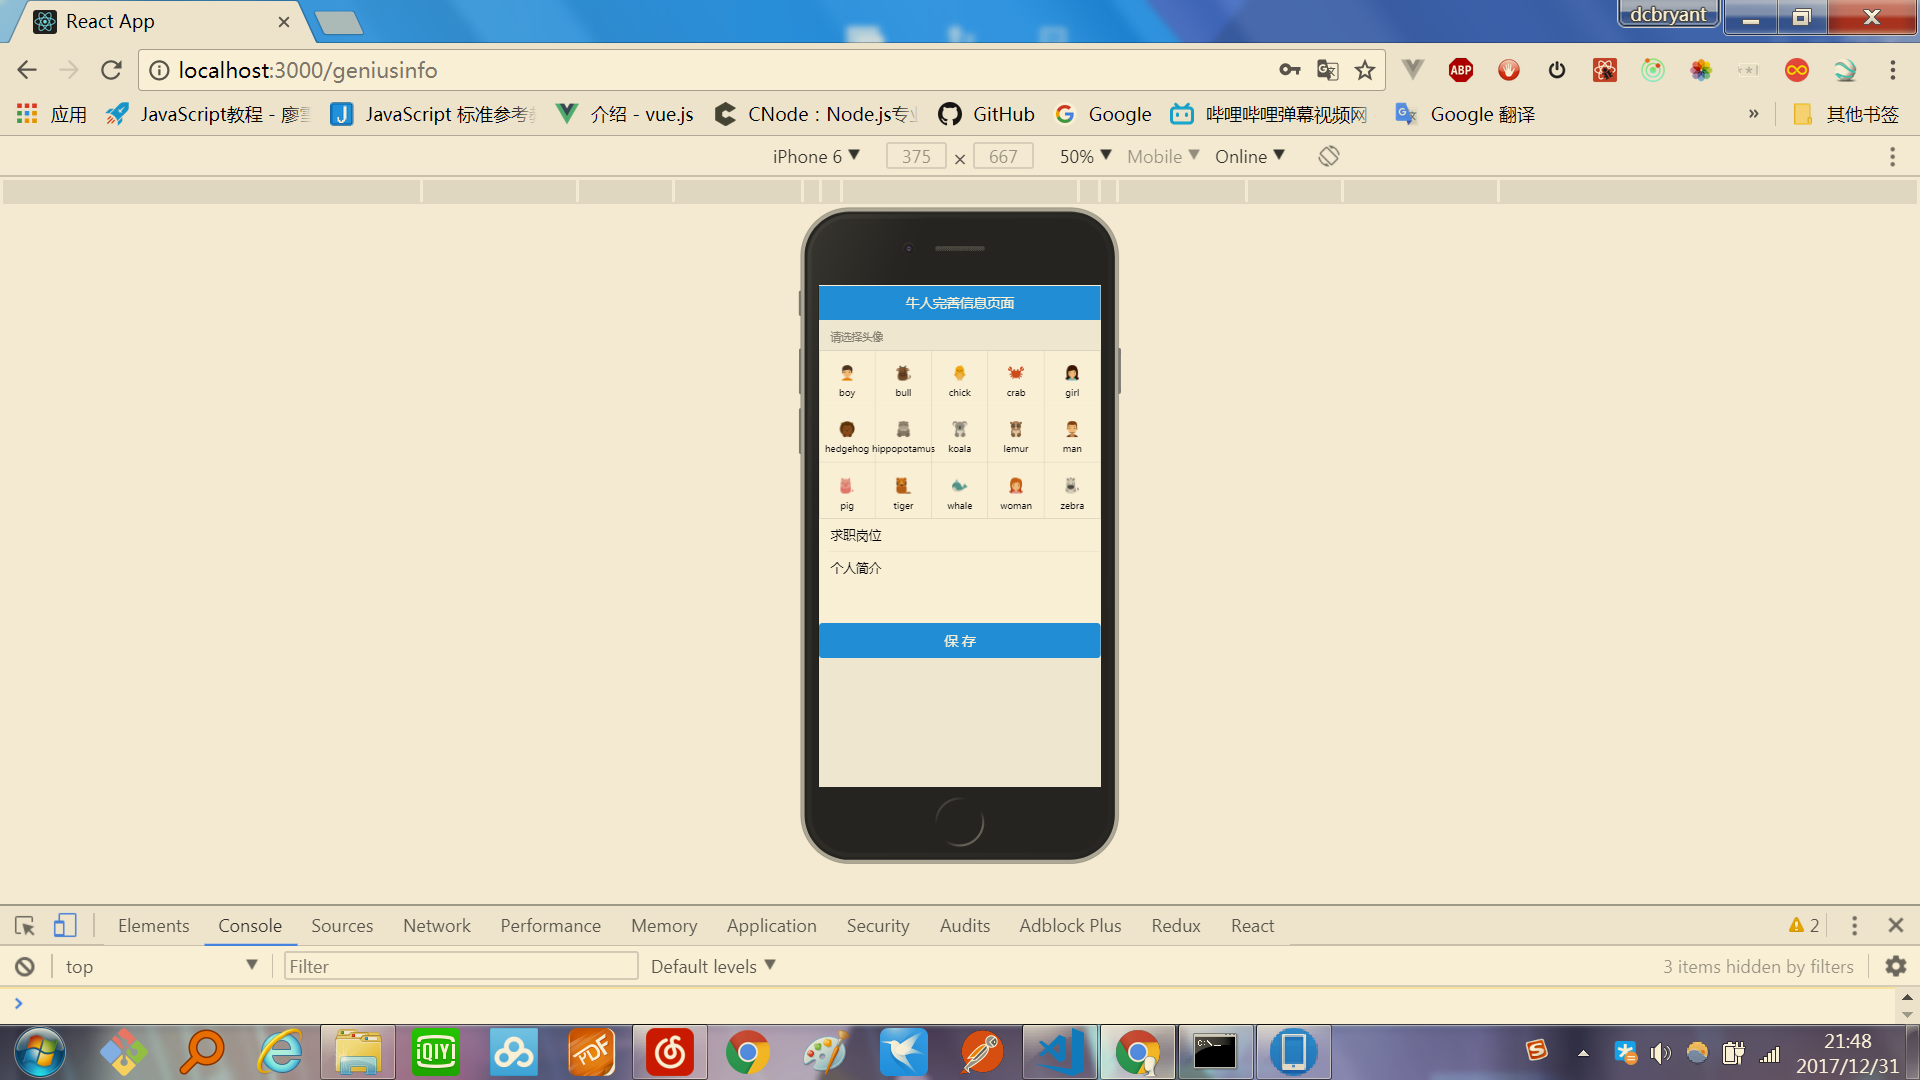 React App
dcbryant
localhost:3000/geniusinfo
ABP
应用
JavaScript教程 - 廖
JavaScript 标准参考
介绍 - vue.js
CNode：Node.js专业
GitHub
Google
哔哩哔哩弹幕视频网
Google 翻译
»
其他书签
iPhone 6
375 × 667
50%
Mobile
Online
牛人完善信息页面
请选择头像
boy bull chick crab girl
hedgehog hippopotamus koala lemur man
pig tiger whale woman zebra
求职岗位
个人简介
保 存
Elements Console Sources Network Performance Memory Application Security Audits Adblock Plus Redux React
2
top
Filter
Default levels
3 items hidden by filters
iQIYI
PDF
21:48
2017/12/31